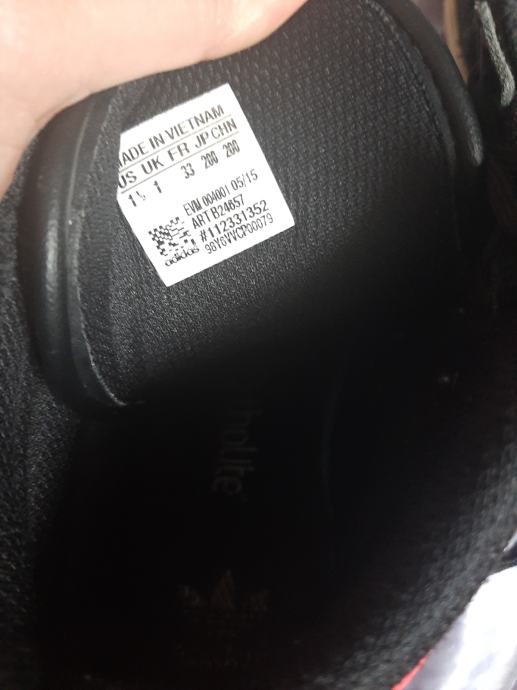 MADE IN VIETNAM
US UK FR JP CHN
1½ 1 33 200 200
EVM 004001 05/15
ART B24657
#112331352
adidas
ortholite